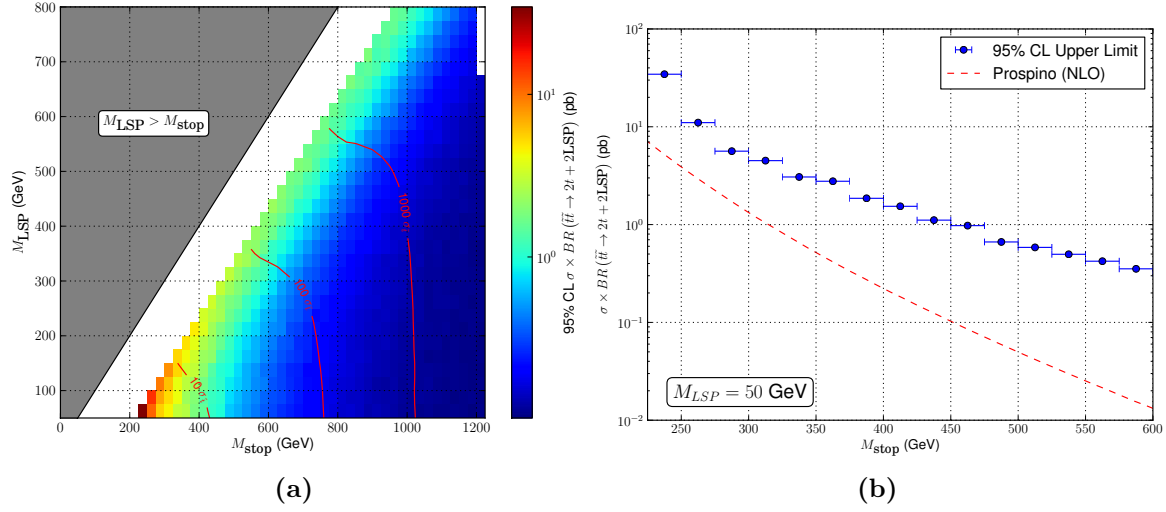 800
700
600
500
400
300
200
100
M_LSP (GeV)
M_LSP > M_stop
1000 σ
10 σ
0 200 400 600 800 1000 1200
M_stop (GeV)
10^1
10^0
95% CL σ × BR (t̃t̃ → 2t + 2LSP) (pb)
(a)
10^2
10^1
10^0
10^-1
10^-2
σ × BR (t̃t̃ → 2t + 2LSP) (pb)
95% CL Upper Limit
Prospino (NLO)
M_LSP = 50 GeV
250 300 350 400 450 500 550 600
M_stop (GeV)
(b)